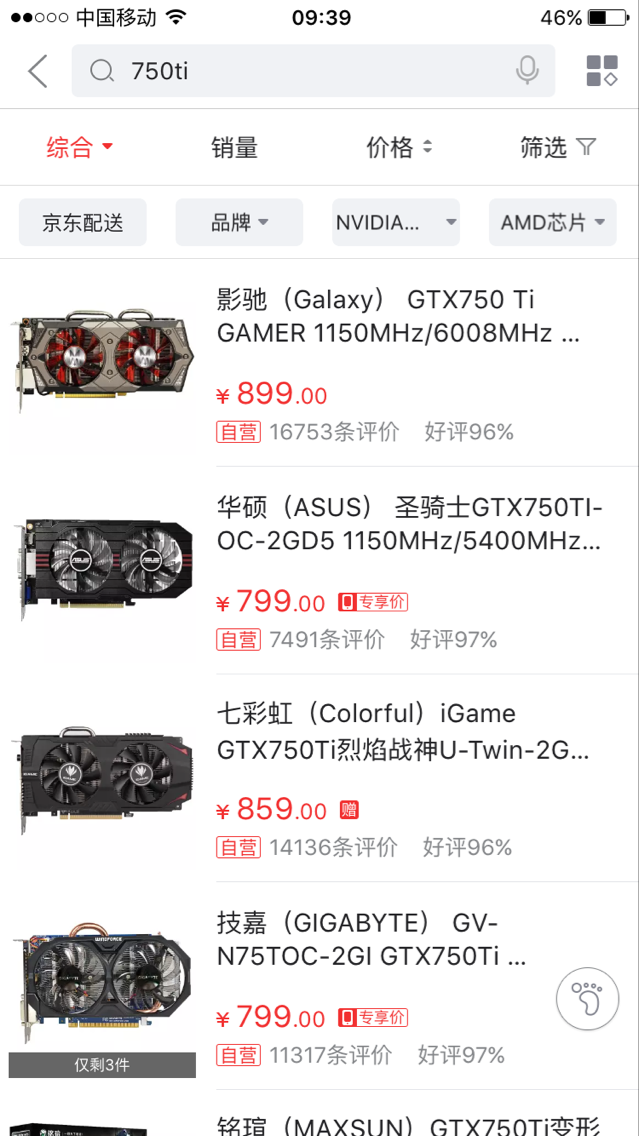 中国移动 09:39 46%
750ti
综合 销量 价格 筛选
京东配送 品牌 NVIDIA... AMD芯片
影驰（Galaxy） GTX750 Ti
GAMER 1150MHz/6008MHz ...
¥ 899.00
自营 16753条评价 好评96%
华硕（ASUS） 圣骑士GTX750TI-
OC-2GD5 1150MHz/5400MHz...
¥ 799.00 专享价
自营 7491条评价 好评97%
七彩虹（Colorful）iGame
GTX750Ti烈焰战神U-Twin-2G...
¥ 859.00 赠
自营 14136条评价 好评96%
技嘉（GIGABYTE） GV-
N75TOC-2GI GTX750Ti ...
¥ 799.00 专享价
仅剩3件
自营 11317条评价 好评97%
铭瑄（MAXSUN）GTX750Ti变形